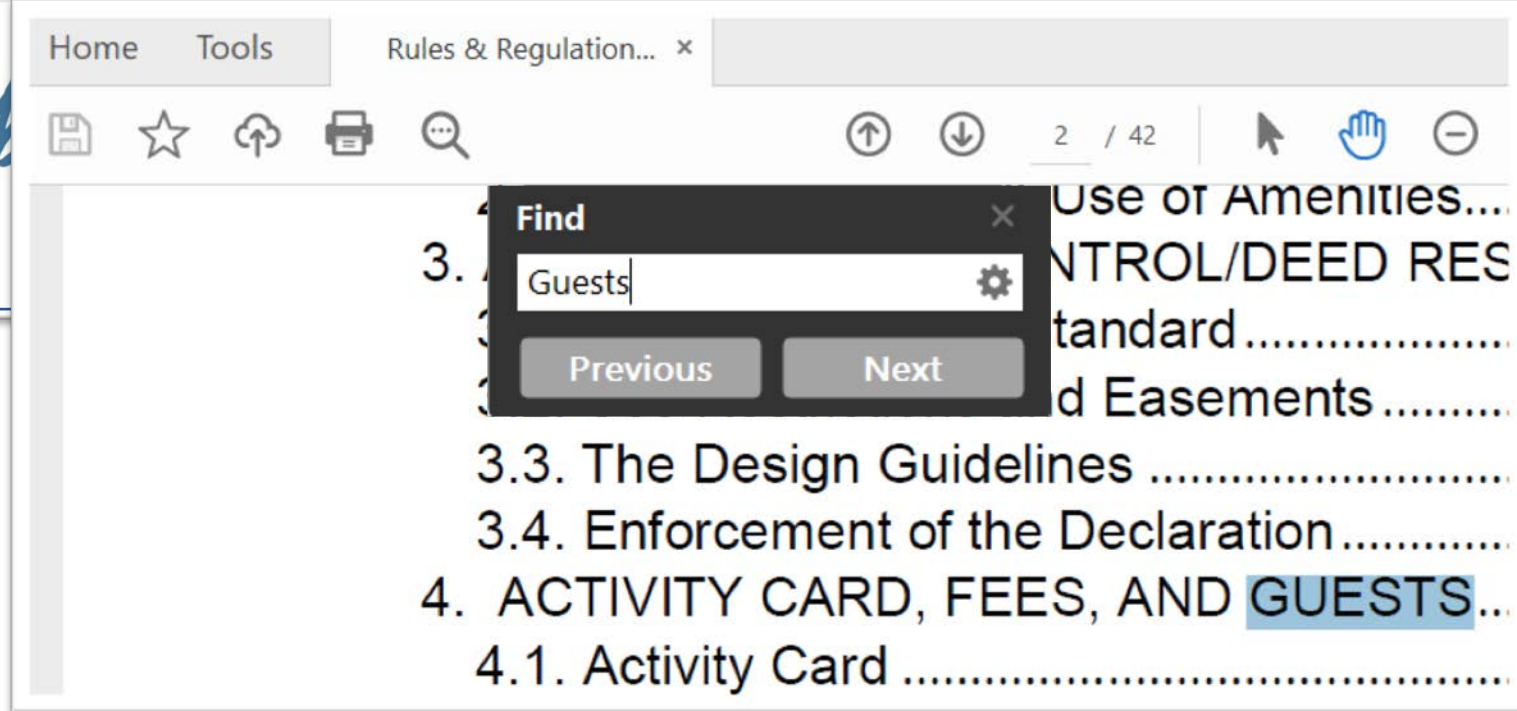 Home Tools Rules & Regulation... ×
2 / 42
Use of Amenities....
Find
3. NTROL/DEED RES
Guests
tandard....................
Previous Next
d Easements..........
3.3. The Design Guidelines ..........................
3.4. Enforcement of the Declaration.............
4. ACTIVITY CARD, FEES, AND GUESTS...
4.1. Activity Card ............................................